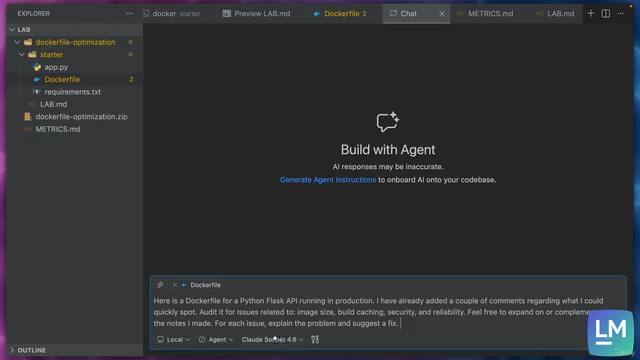 EXPLORER
docker starter
Preview LAB.md
Dockerfile 2
Chat
METRICS.md
LAB.md
LAB
dockerfile-optimization
starter
app.py
Dockerfile 2
requirements.txt
LAB.md
dockerfile-optimization.zip
METRICS.md
OUTLINE
Build with Agent
AI responses may be inaccurate.
Generate Agent Instructions to onboard AI onto your codebase.
Dockerfile
Here is a Dockerfile for a Python Flask API running in production. I have already added a couple of comments regarding what I could
quickly spot. Audit it for issues related to: image size, build caching, security, and reliability. Feel free to expand on or complement
the notes I made. For each issue, explain the problem and suggest a fix.
Local
Agent
Claude Sonnet 4.6
LM